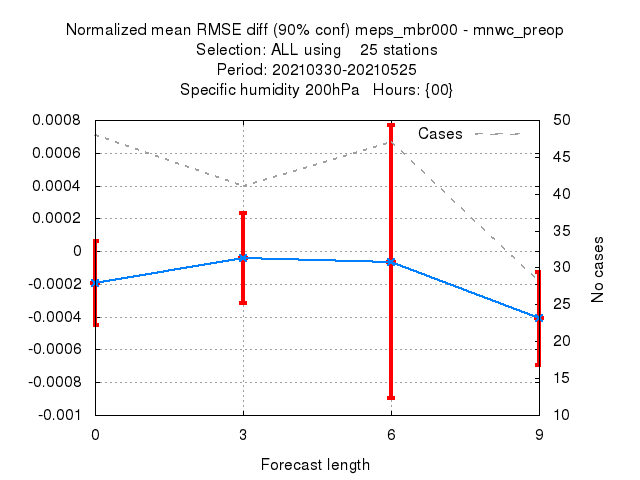 Normalized mean RMSE diff (90% conf) meps_mbr000 - mnwc_preop
Selection: ALL using    25 stations
Period: 20210330-20210525
Specific humidity 200hPa   Hours: {00}
0.0008
0.0006
0.0004
0.0002
0
-0.0002
-0.0004
-0.0006
-0.0008
-0.001
Cases
50
45
40
35
30
25
20
15
10
No cases
0 3 6 9
Forecast length